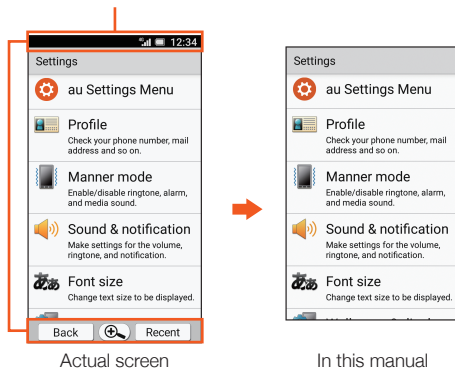 4G 12:34
Settings
au Settings Menu
Profile
Check your phone number, mail
address and so on.
Manner mode
Enable/disable ringtone, alarm,
and media sound.
Sound & notification
Make settings for the volume,
ringtone, and notification.
ああ Font size
Change text size to be displayed.
Back Recent
Actual screen
Settings
au Settings Menu
Profile
Check your phone number, mail
address and so on.
Manner mode
Enable/disable ringtone, alarm,
and media sound.
Sound & notification
Make settings for the volume,
ringtone, and notification.
ああ Font size
Change text size to be displayed.
In this manual